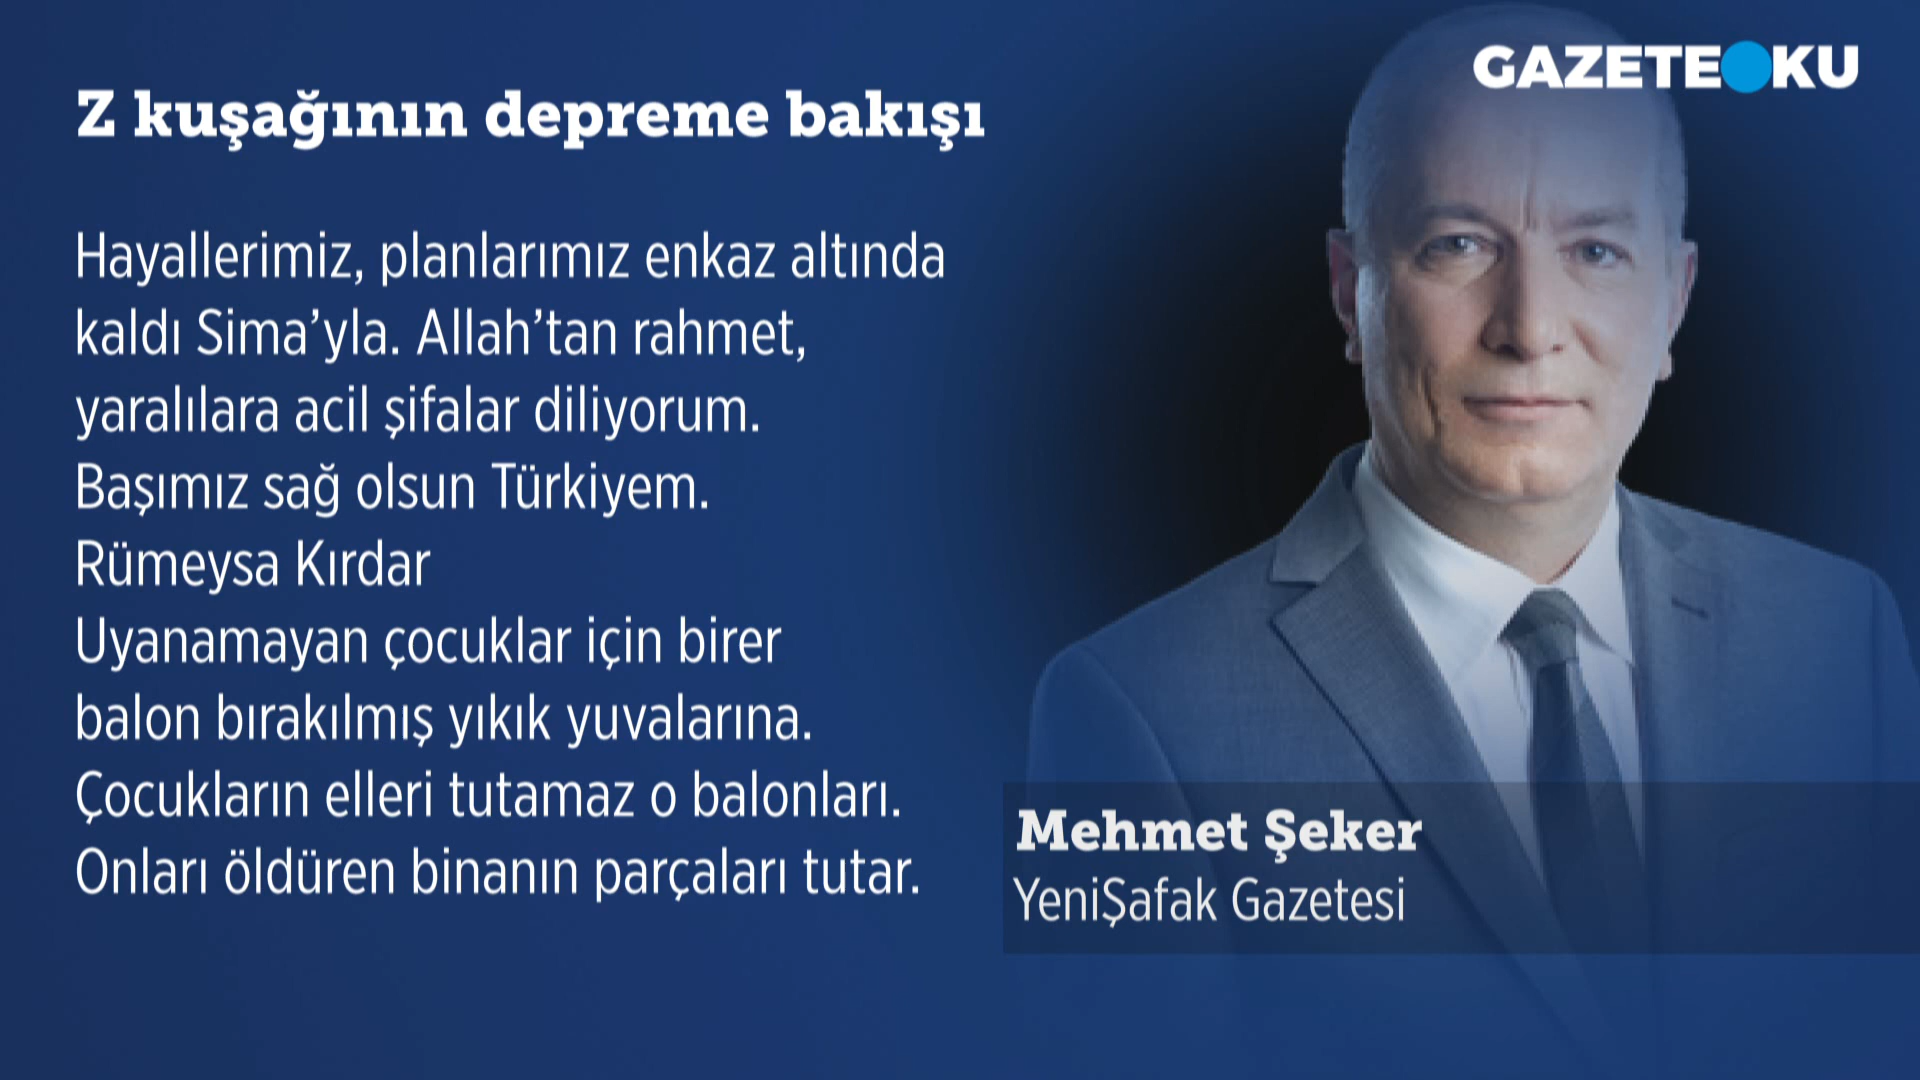 GAZETE OKU
Z kuşağının depreme bakışı
Hayallerimiz, planlarımız enkaz altında
kaldı Sima’yla. Allah’tan rahmet,
yaralılara acil şifalar diliyorum.
Başımız sağ olsun Türkiyem.
Rümeysa Kırdar
Uyanamayan çocuklar için birer
balon bırakılmış yıkık yuvalarına.
Çocukların elleri tutamaz o balonları.
Onları öldüren binanın parçaları tutar.
Mehmet Şeker
YeniŞafak Gazetesi